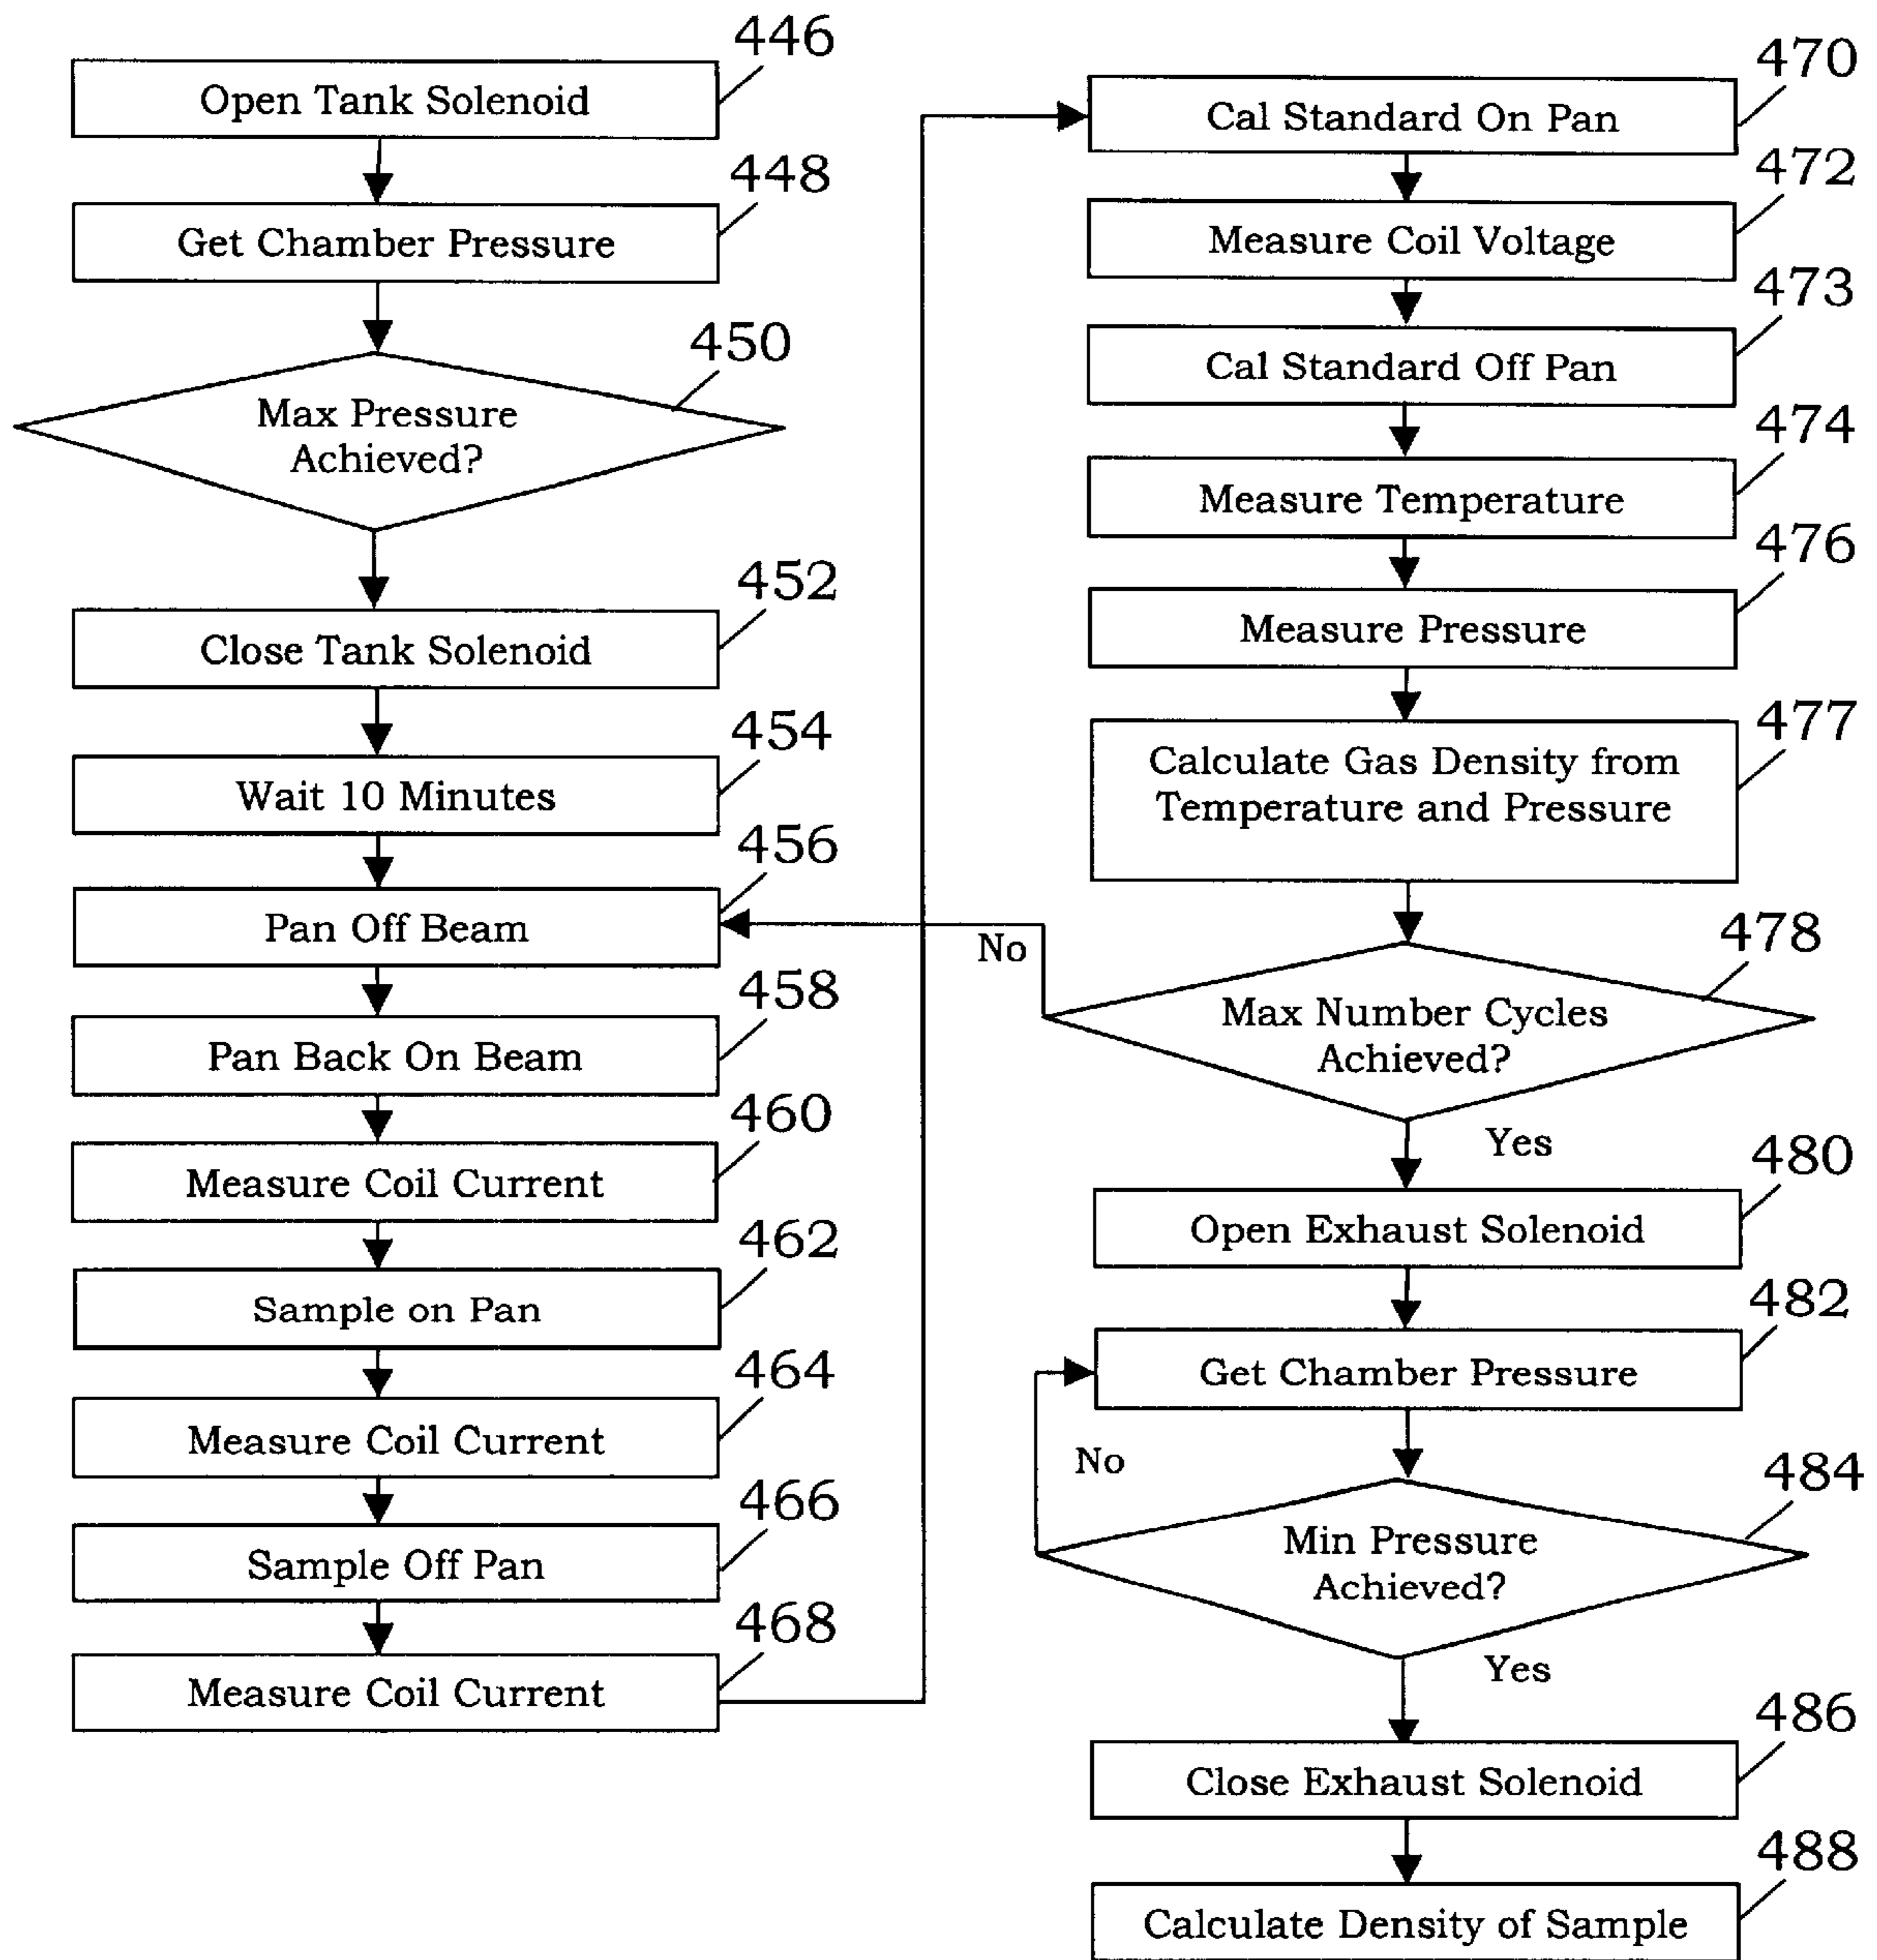 446
Open Tank Solenoid
448
Get Chamber Pressure
450
Max Pressure
Achieved?
452
Close Tank Solenoid
454
Wait 10 Minutes
456
Pan Off Beam
458
Pan Back On Beam
460
Measure Coil Current
462
Sample on Pan
464
Measure Coil Current
466
Sample Off Pan
468
Measure Coil Current
470
Cal Standard On Pan
472
Measure Coil Voltage
473
Cal Standard Off Pan
474
Measure Temperature
476
Measure Pressure
477
Calculate Gas Density from
Temperature and Pressure
478
No
Max Number Cycles
Achieved?
Yes
480
Open Exhaust Solenoid
482
Get Chamber Pressure
No
484
Min Pressure
Achieved?
Yes
486
Close Exhaust Solenoid
488
Calculate Density of Sample